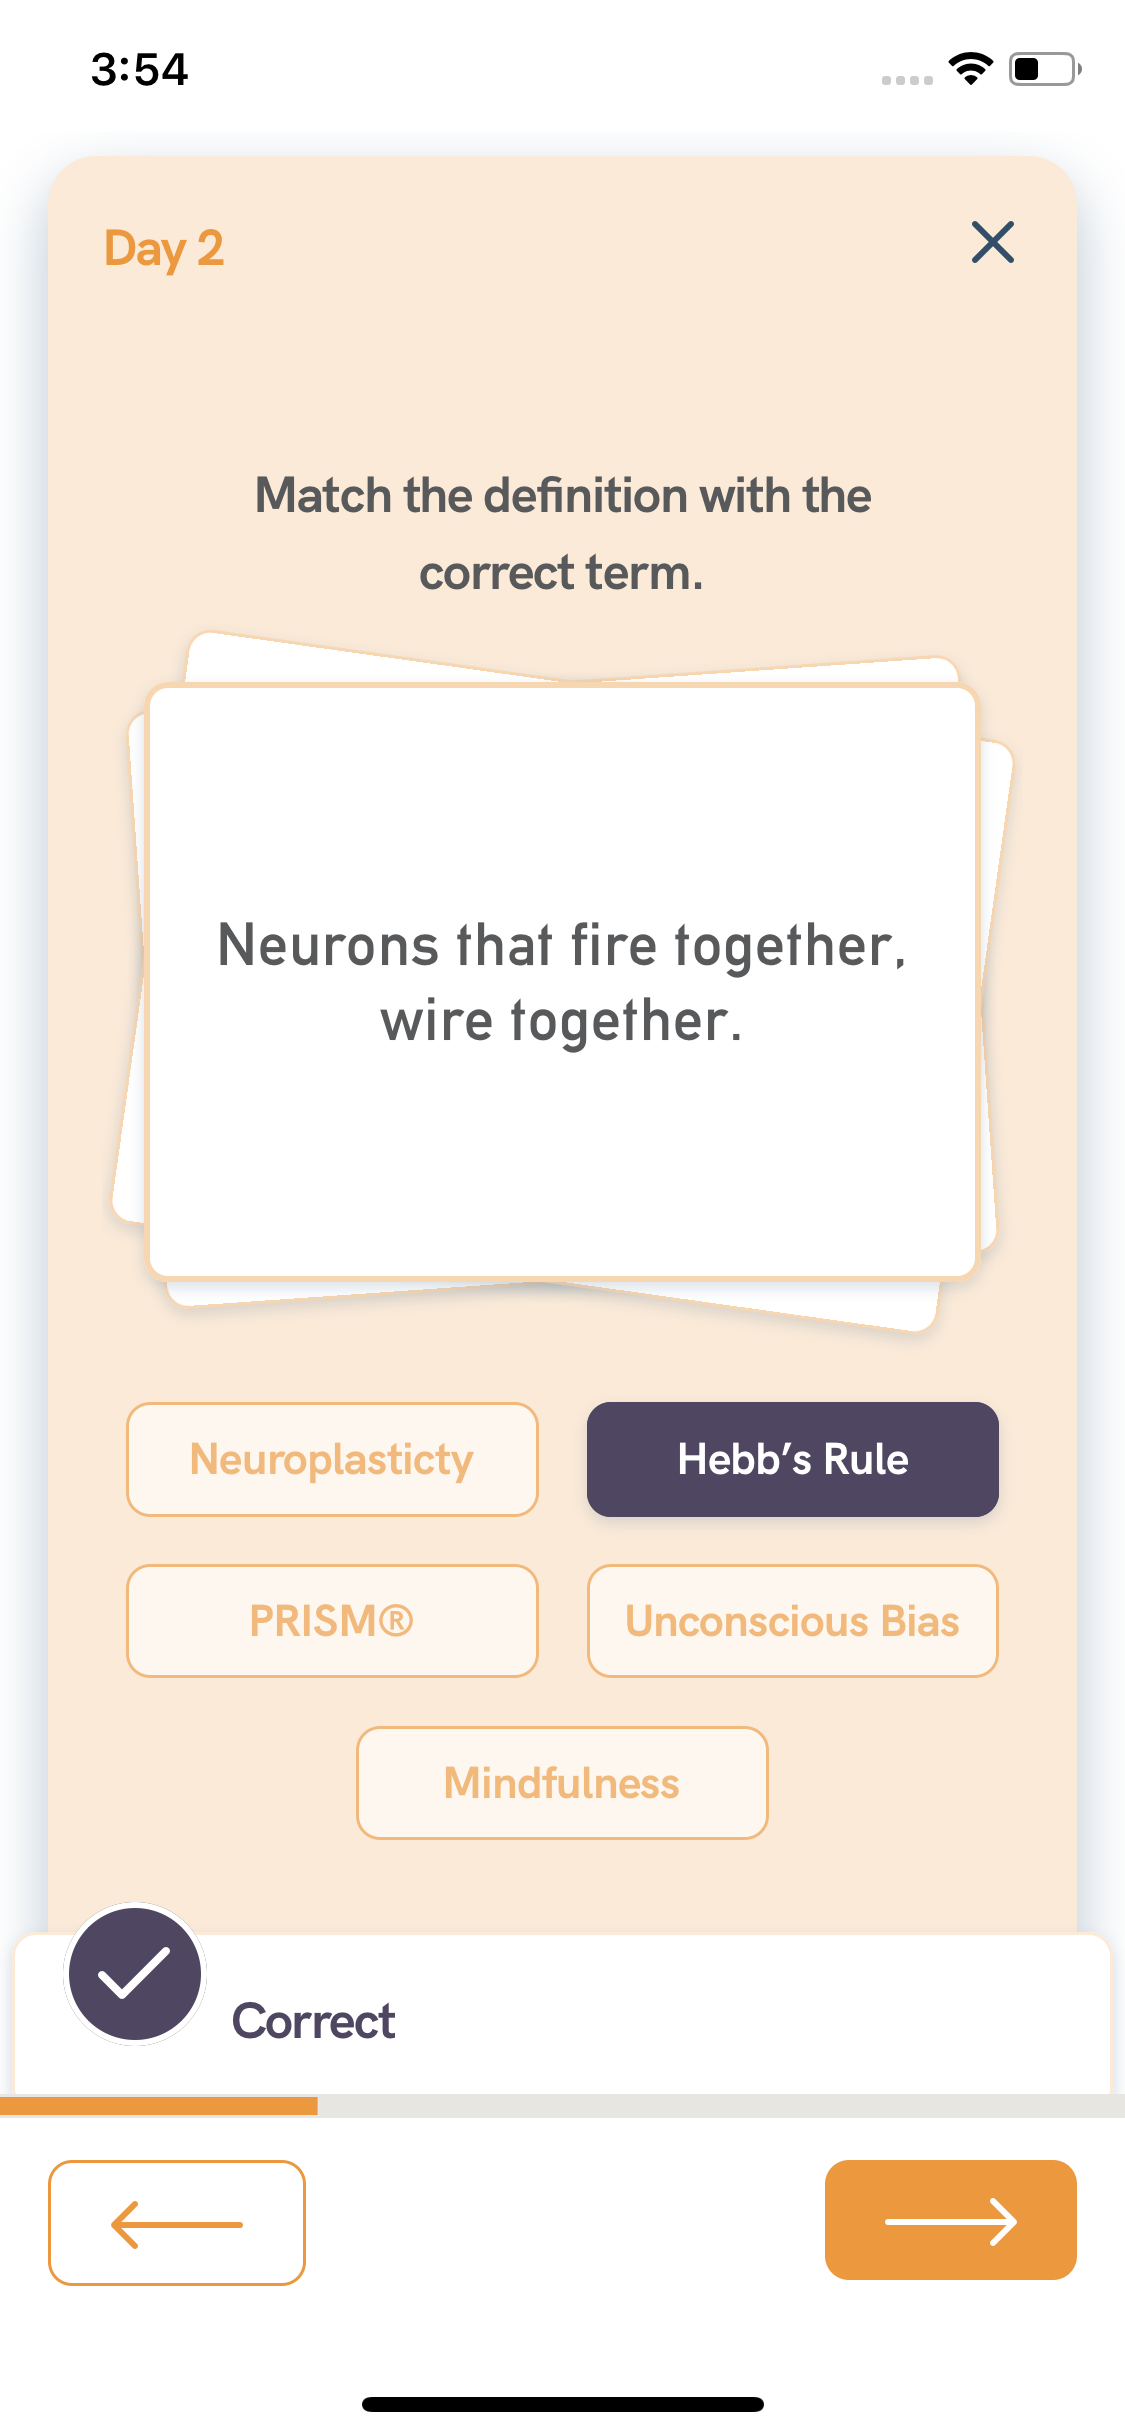 3:54
Day 2
Match the definition with the
correct term.
Neurons that fire together,
wire together.
Neuroplasticty
Hebb’s Rule
PRISM®
Unconscious Bias
Mindfulness
Correct